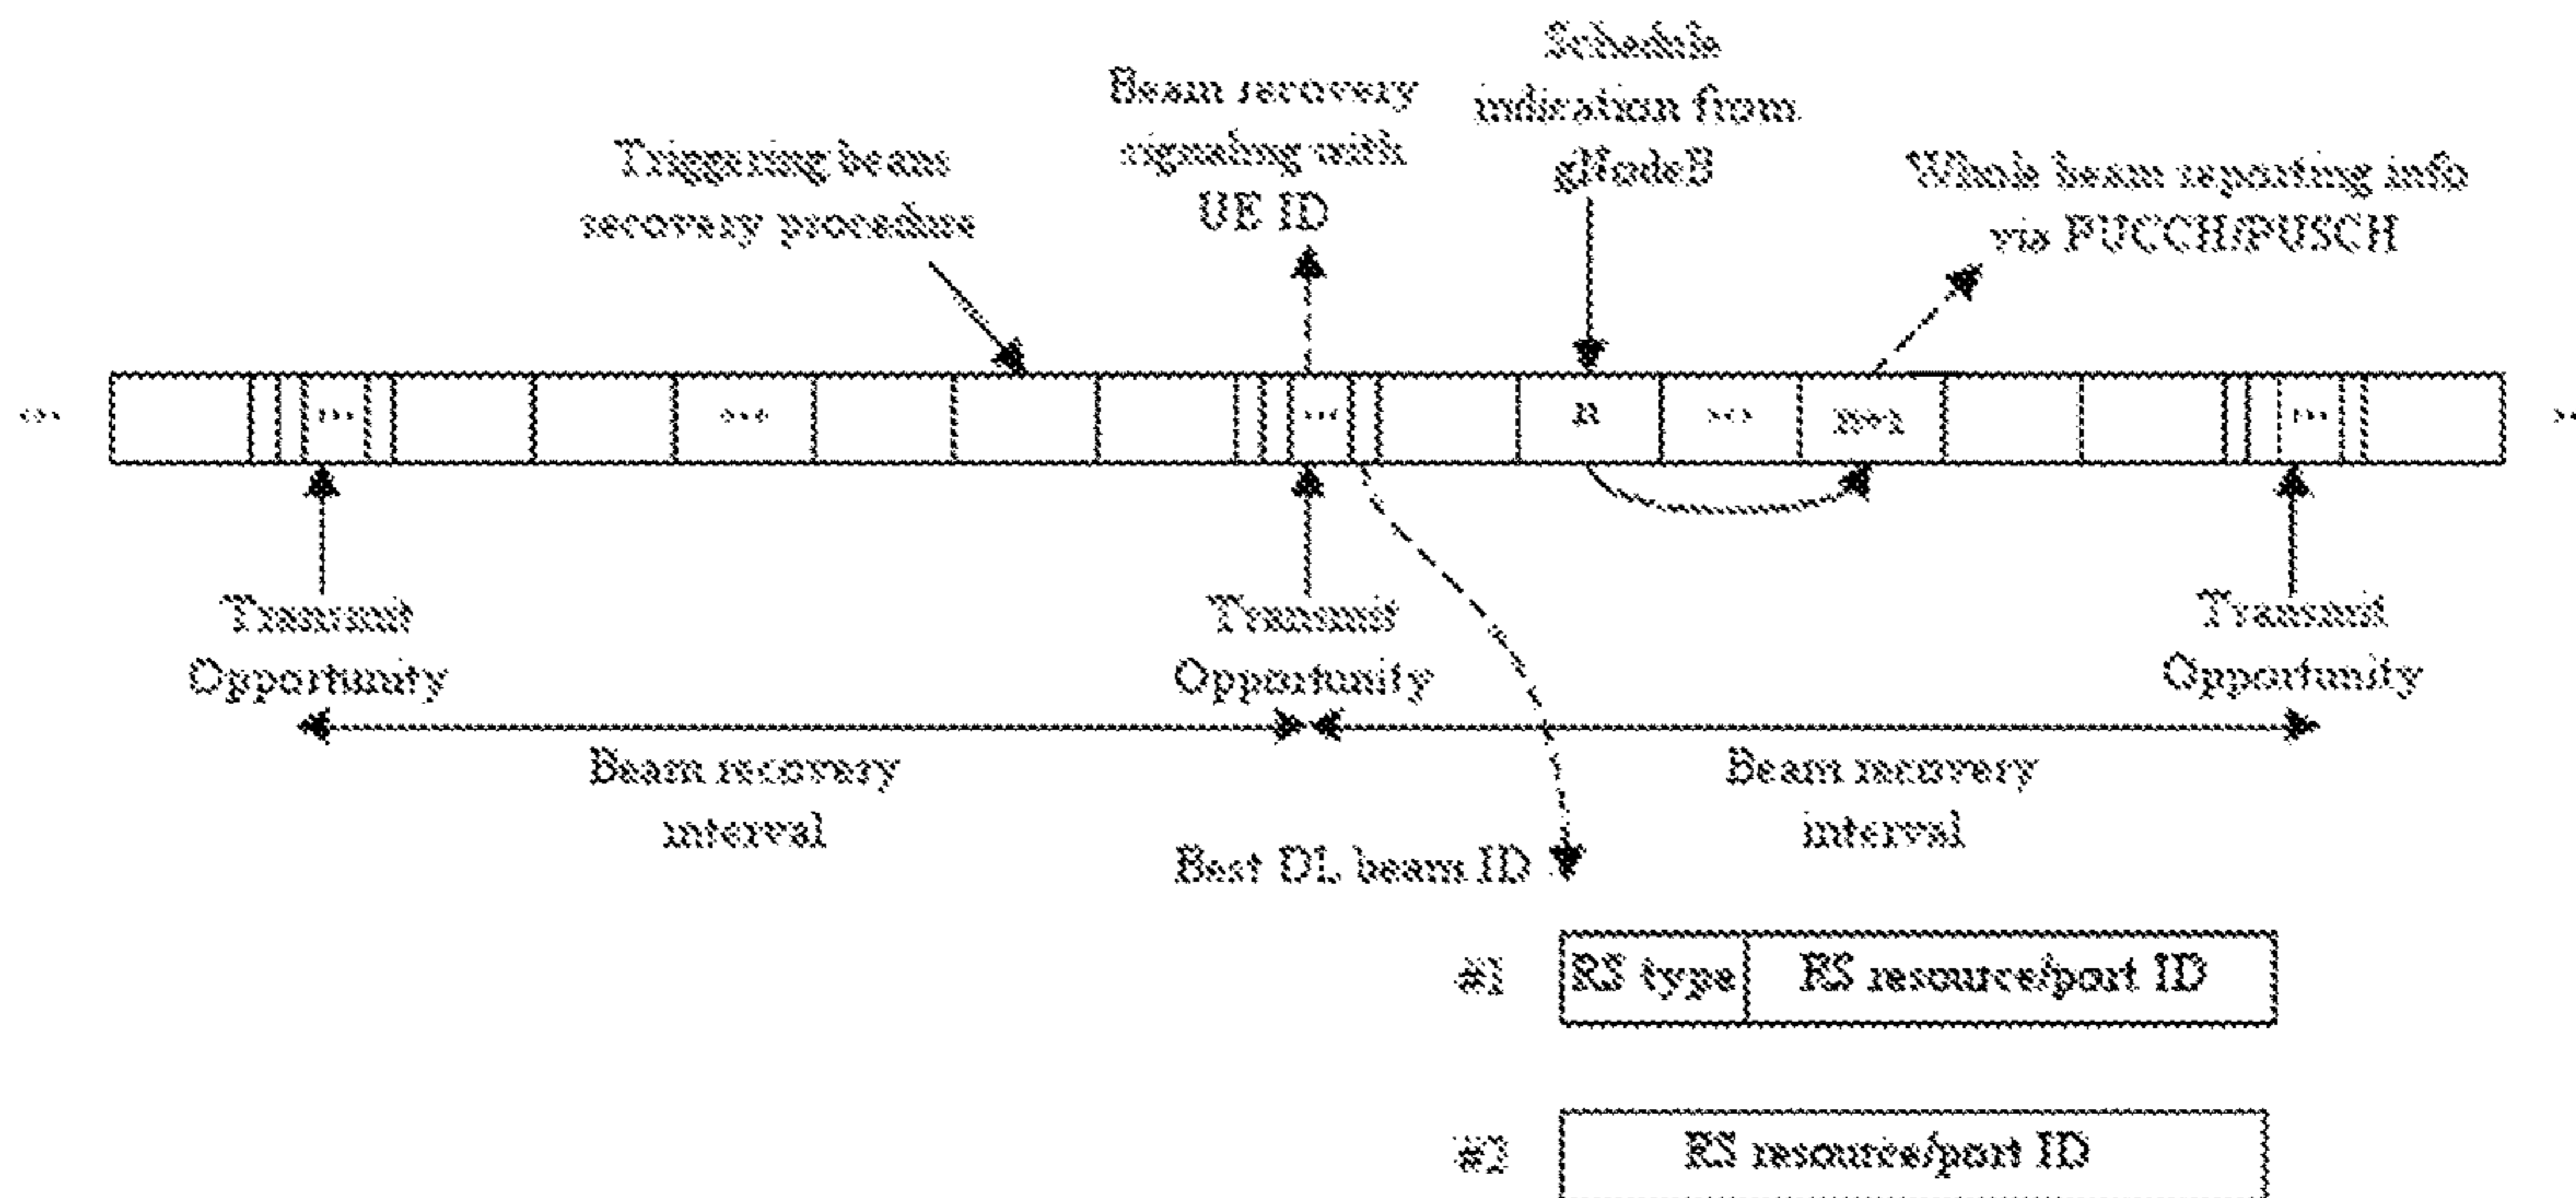 Schedule
indication from
gNodeB
Beam recovery
signaling with
UE ID
Triggering beam
recovery procedure
Whole beam reporting info
via PUCCH/PUSCH
...
...
...
...
n
...
...
...
Transmit
Opportunity
Transmit
Opportunity
Transmit
Opportunity
Beam recovery
interval
Beam recovery
interval
Best DL beam ID
#1
RS type
RS resource/port ID
#2
RS resource/port ID